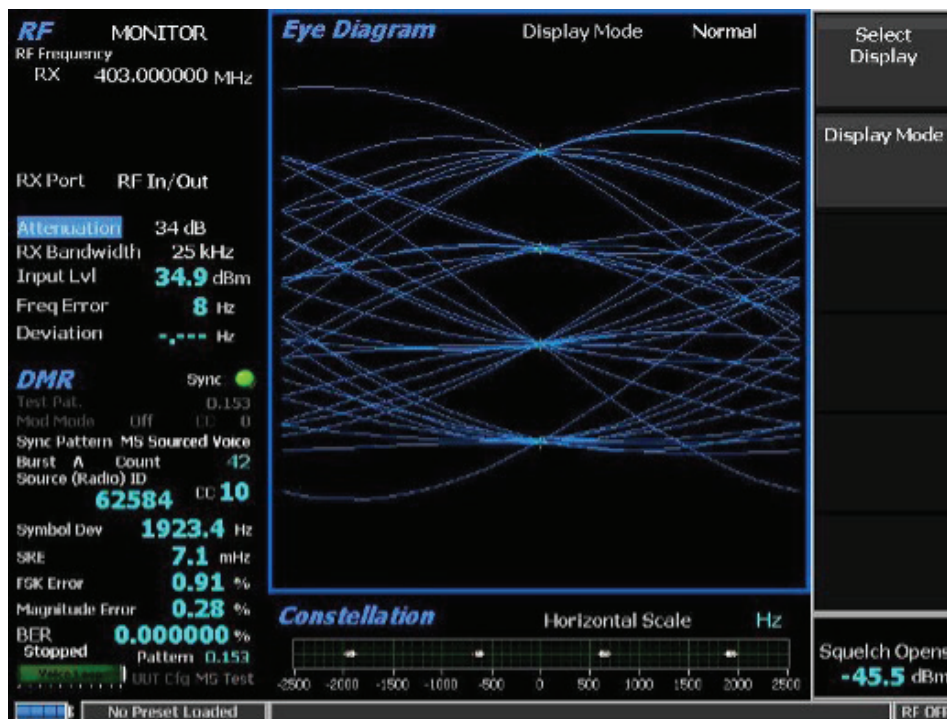 RF MONITOR
RF Frequency
RX 403.000000 MHz
RX Port RF In/Out
Attenuation 34 dB
RX Bandwidth 25 kHz
Input Lvl 34.9 dBm
Freq Error 8 Hz
Deviation -.--- Hz
DMR Sync
Test Pat. 0.153
Mod Mode Off CC 0
Sync Pattern MS Sourced Voice
Burst A Count 42
Source (Radio) ID
62584 CC 10
Symbol Dev 1923.4 Hz
SRE 7.1 mHz
FSK Error 0.91 %
Magnitude Error 0.28 %
BER 0.000000 %
Stopped Pattern 0.153
Voice Loop UUT Cfg MS Test
No Preset Loaded
Eye Diagram Display Mode Normal
Constellation Horizontal Scale Hz
-2500 -2000 -1500 -1000 -500 0 500 1000 1500 2000 2500
Select
Display
Display Mode
Squelch Opens
-45.5 dBm
RF OFF